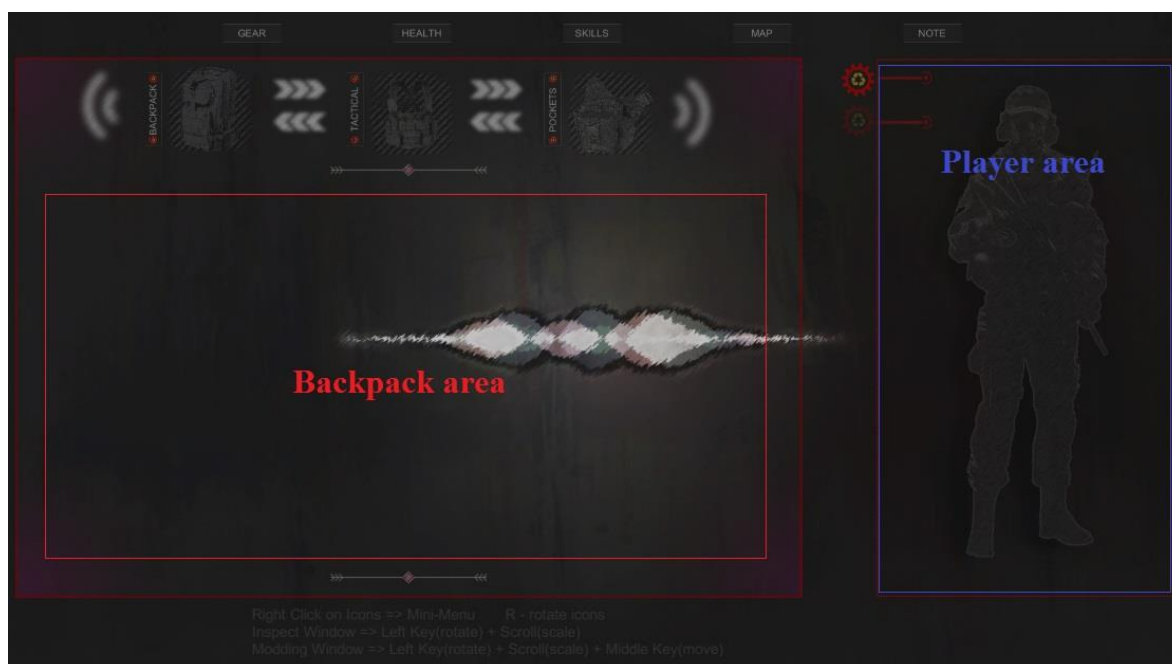 GEAR HEALTH SKILLS MAP NOTE
BACKPACK
TACTICAL
POCKETS
Player area
Backpack area
Right Click on Icons => Mini-Menu R - rotate icons
Inspect Window => Left Key(rotate) + Scroll(scale)
Modding Window => Left Key(rotate) + Scroll(scale) + Middle Key(move)